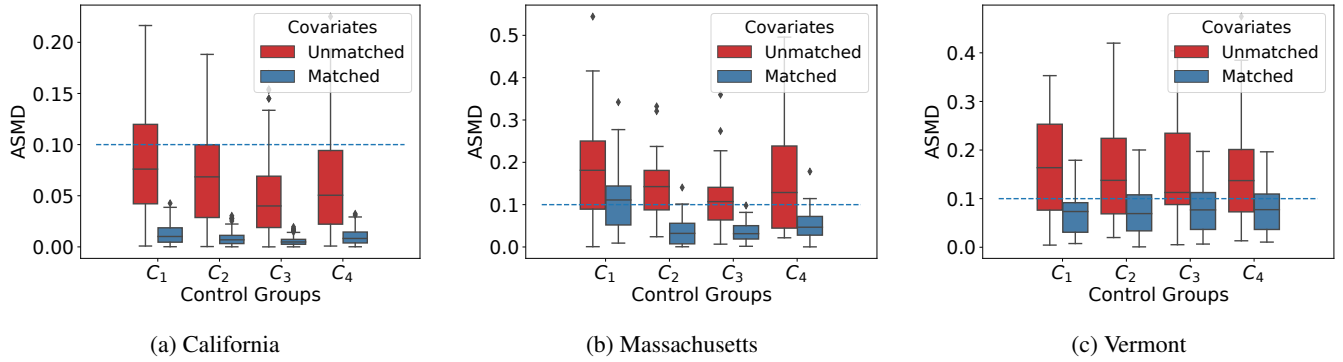 Covariates
Unmatched
Matched
ASMD
0.20
0.15
0.10
0.05
0.00
C1 C2 C3 C4
Control Groups
(a) California
Covariates
Unmatched
Matched
ASMD
0.5
0.4
0.3
0.2
0.1
0.0
C1 C2 C3 C4
Control Groups
(b) Massachusetts
Covariates
Unmatched
Matched
ASMD
0.4
0.3
0.2
0.1
0.0
C1 C2 C3 C4
Control Groups
(c) Vermont